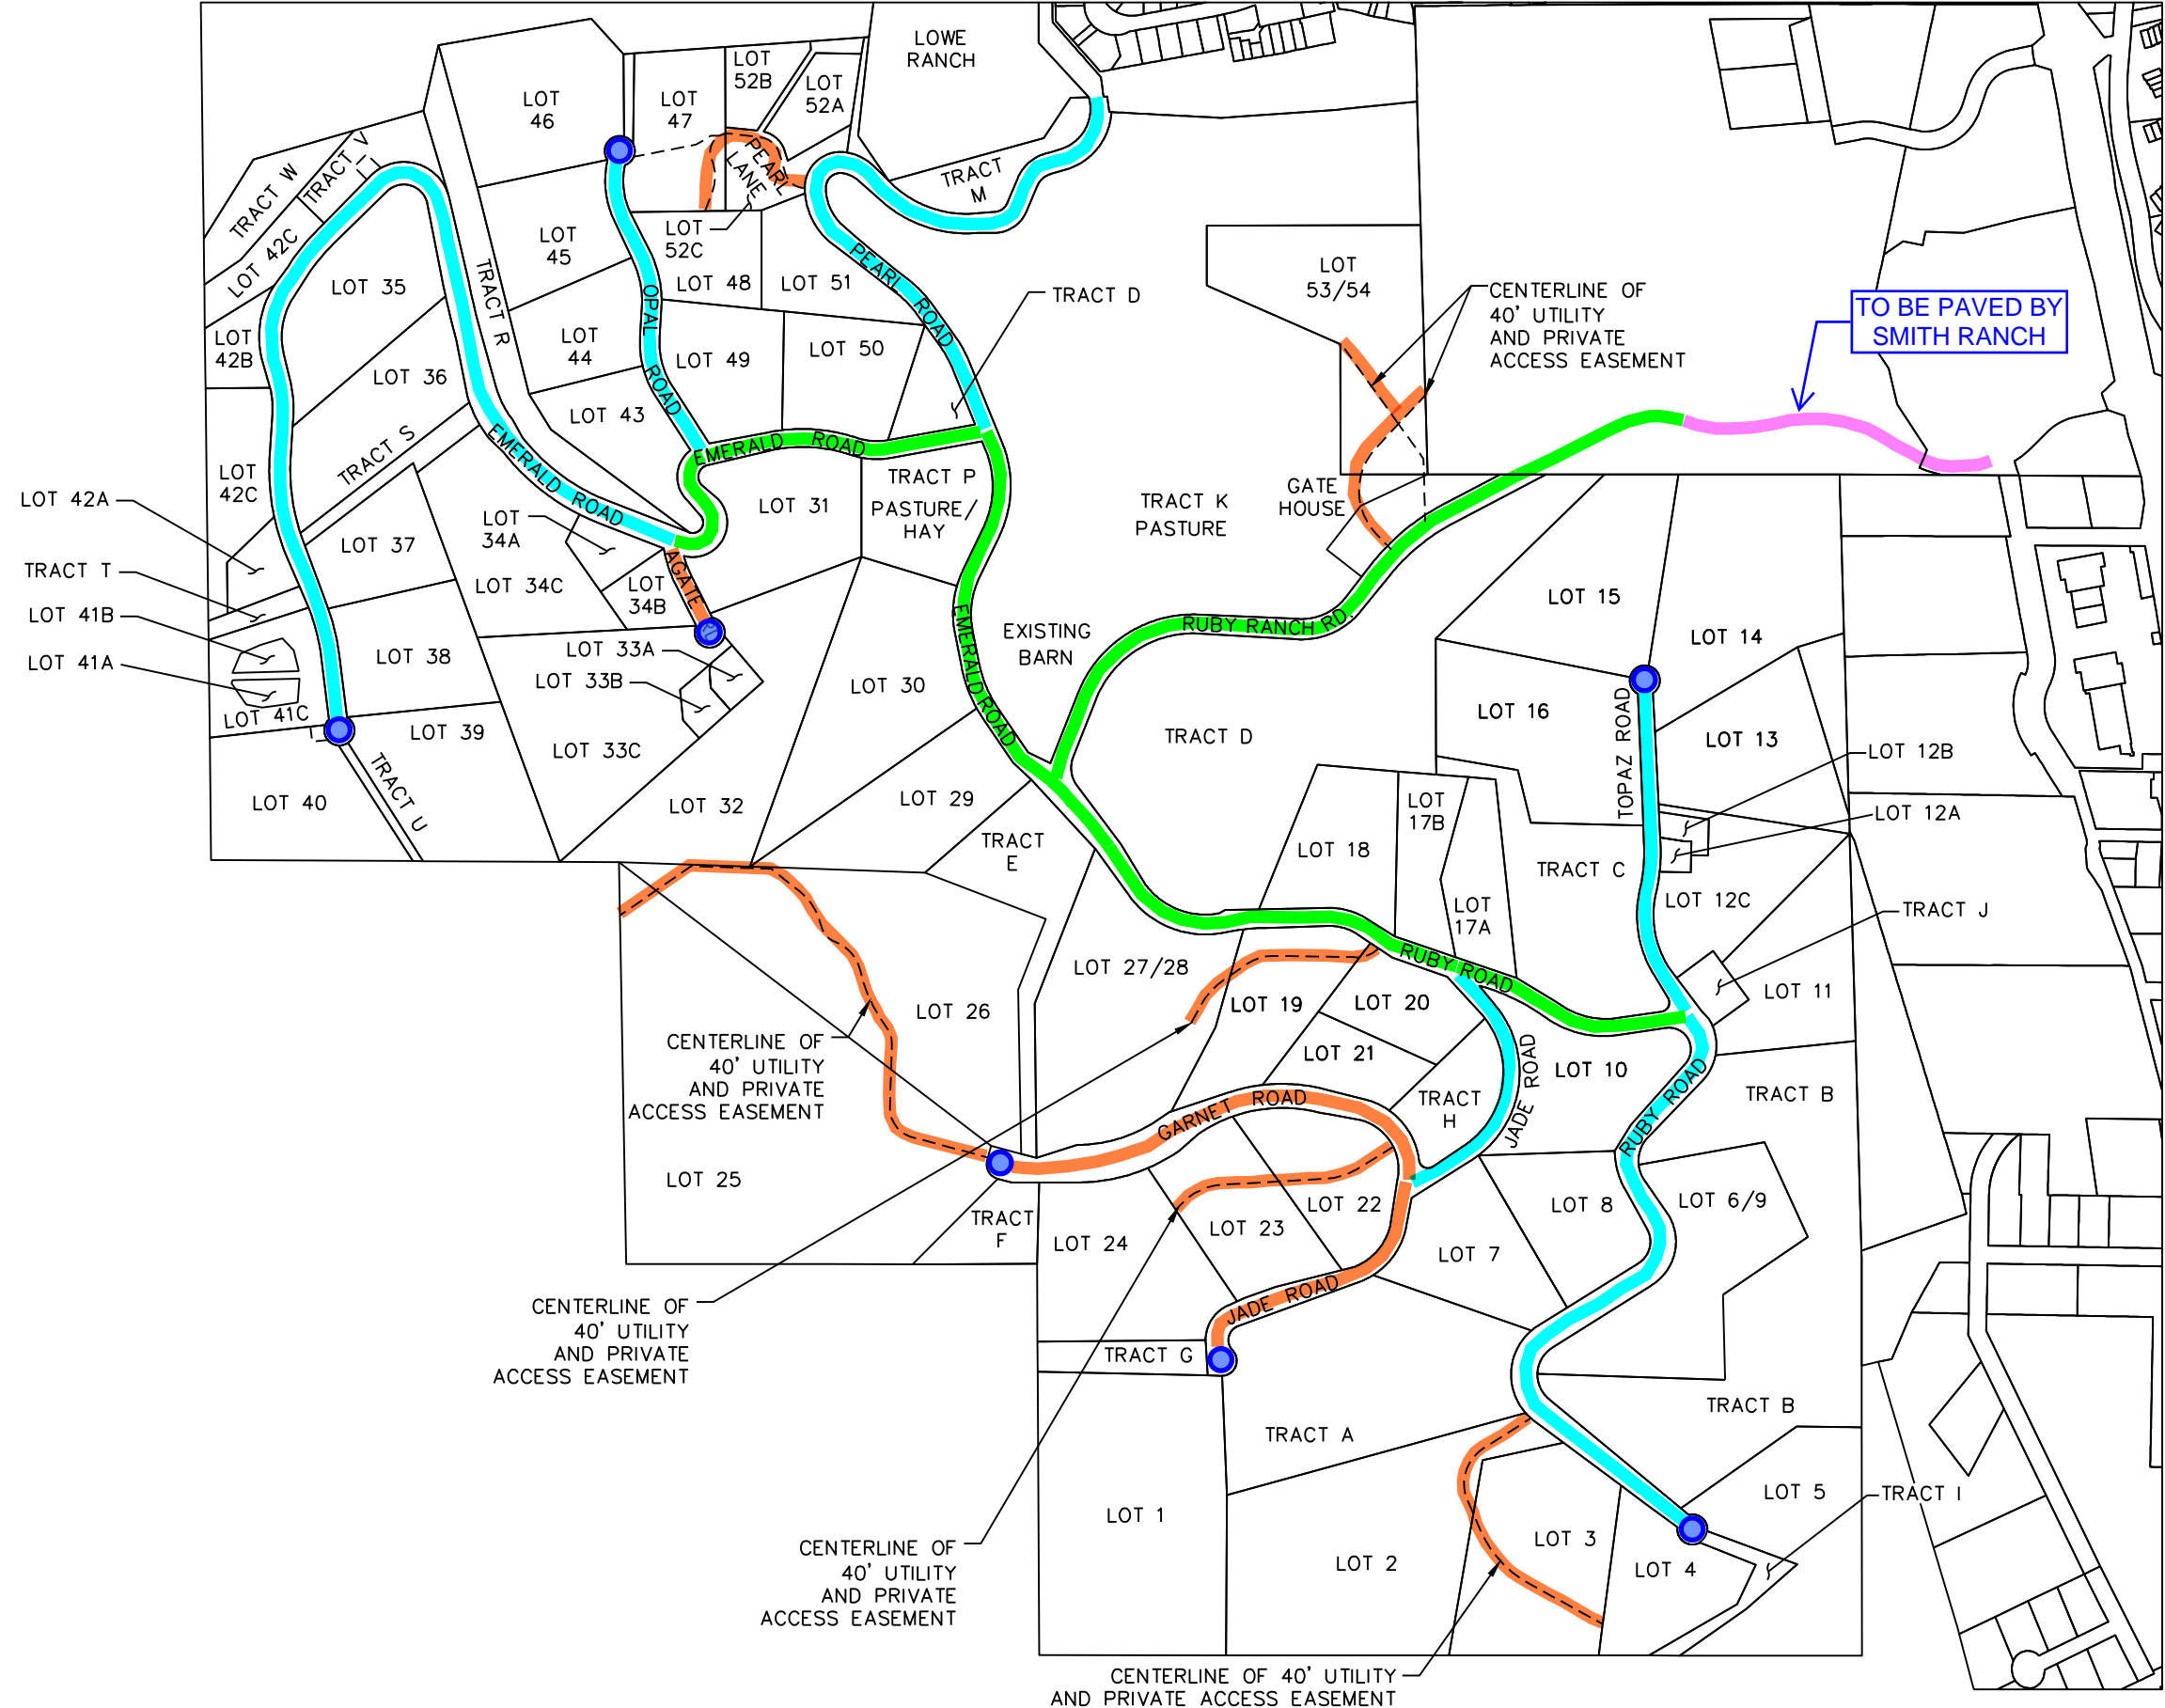 LOWE
RANCH
LOT
46
LOT
47
LOT
52B
LOT
52A
PEARL
LANE
TRACT
M
TRACT W
TRACT V
LOT 42C
LOT 35
TRACT R
LOT
45
LOT
52C
LOT 48
LOT 51
PEARL ROAD
TRACT D
LOT
53/54
CENTERLINE OF
40' UTILITY
AND PRIVATE
ACCESS EASEMENT
TO BE PAVED BY
SMITH RANCH
LOT
42B
LOT 36
LOT
44
OPAL ROAD
LOT 49
LOT 50
LOT 43
TRACT S
EMERALD ROAD
EMERALD ROAD
LOT
42C
LOT 42A
LOT 37
LOT
34A
LOT 31
TRACT P
PASTURE/
HAY
TRACT K
PASTURE
GATE
HOUSE
TRACT T
LOT 41B
LOT 41A
LOT 34C
LOT
34B
AGATE
LOT 38
LOT 33A
LOT 33B
LOT 41C
LOT 39
LOT 33C
LOT 30
EMERALD ROAD
EXISTING
BARN
RUBY RANCH RD
TRACT D
LOT 15
LOT 14
LOT 16
TOPAZ ROAD
LOT 13
LOT 12B
LOT 12A
LOT 40
TRACT U
LOT 32
LOT 29
TRACT
E
LOT 18
LOT
17B
LOT
17A
TRACT C
LOT 12C
TRACT J
LOT 11
LOT 27/28
RUBY ROAD
LOT 26
LOT 19
LOT 20
LOT 21
CENTERLINE OF
40' UTILITY
AND PRIVATE
ACCESS EASEMENT
JADE ROAD
LOT 10
TRACT B
RUBY ROAD
GARNET ROAD
TRACT
H
LOT 25
TRACT
F
LOT 24
LOT 23
LOT 22
LOT 7
LOT 8
LOT 6/9
JADE ROAD
CENTERLINE OF
40' UTILITY
AND PRIVATE
ACCESS EASEMENT
TRACT G
TRACT A
TRACT B
LOT 1
LOT 2
LOT 3
LOT 4
LOT 5
TRACT I
CENTERLINE OF
40' UTILITY
AND PRIVATE
ACCESS EASEMENT
CENTERLINE OF 40' UTILITY
AND PRIVATE ACCESS EASEMENT